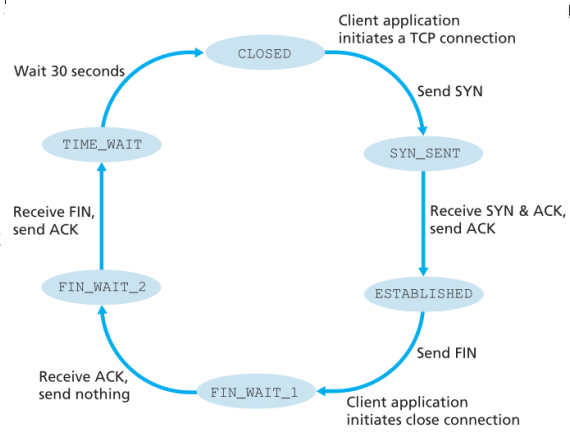 Client application
initiates a TCP connection
CLOSED
Wait 30 seconds
Send SYN
TIME_WAIT
SYN_SENT
Receive FIN,
send ACK
Receive SYN & ACK,
send ACK
FIN_WAIT_2
ESTABLISHED
Send FIN
Receive ACK,
send nothing
FIN_WAIT_1
Client application
initiates close connection